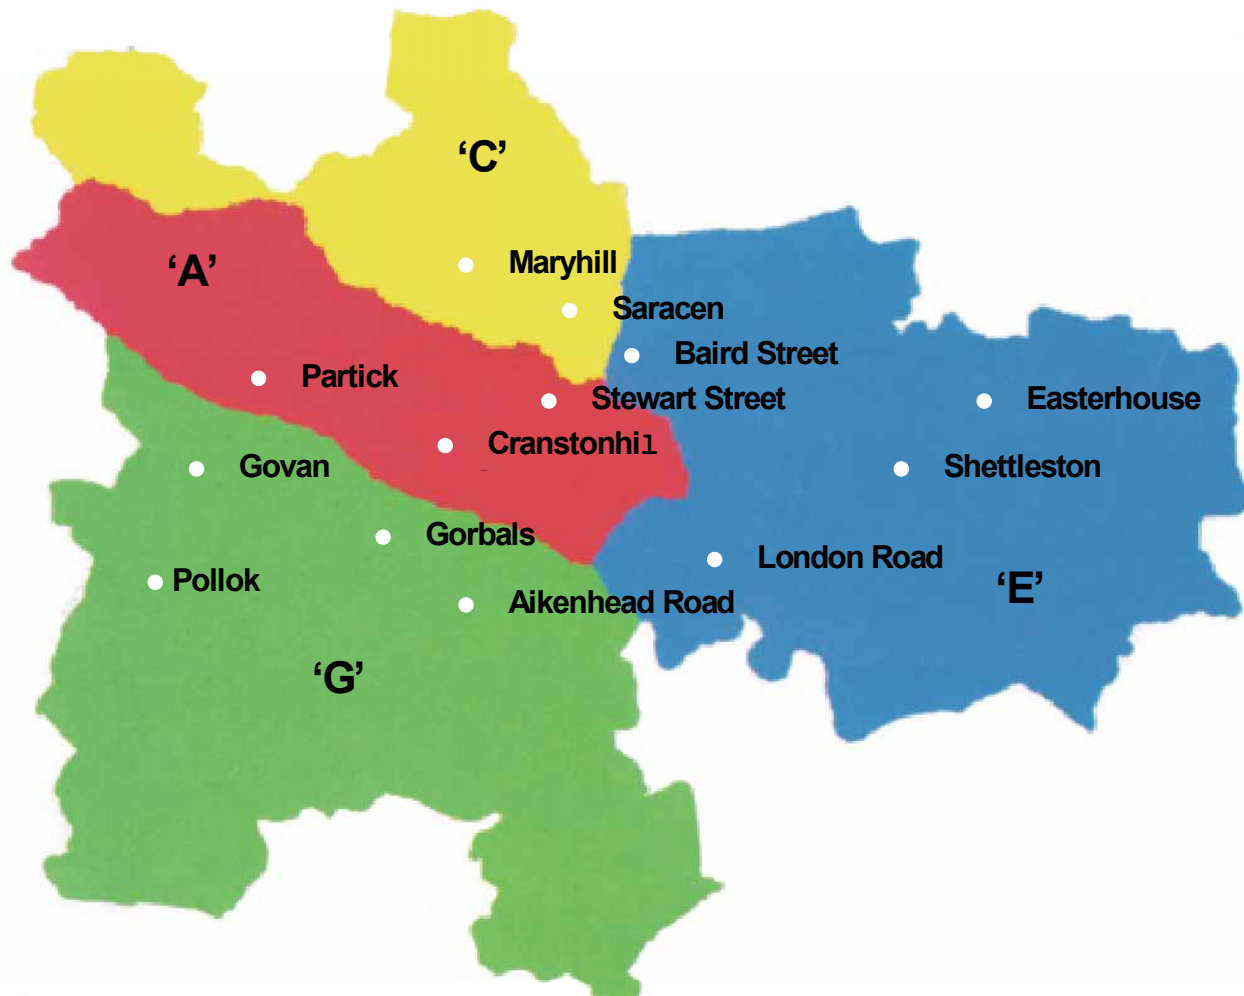 ‘C’
Maryhill
‘A’
Saracen
Baird Street
Partick
Stewart Street
Easterhouse
Cranstonhil
Govan
Shettleston
Gorbals
London Road
Pollok
‘E’
Aikenhead Road
‘G’